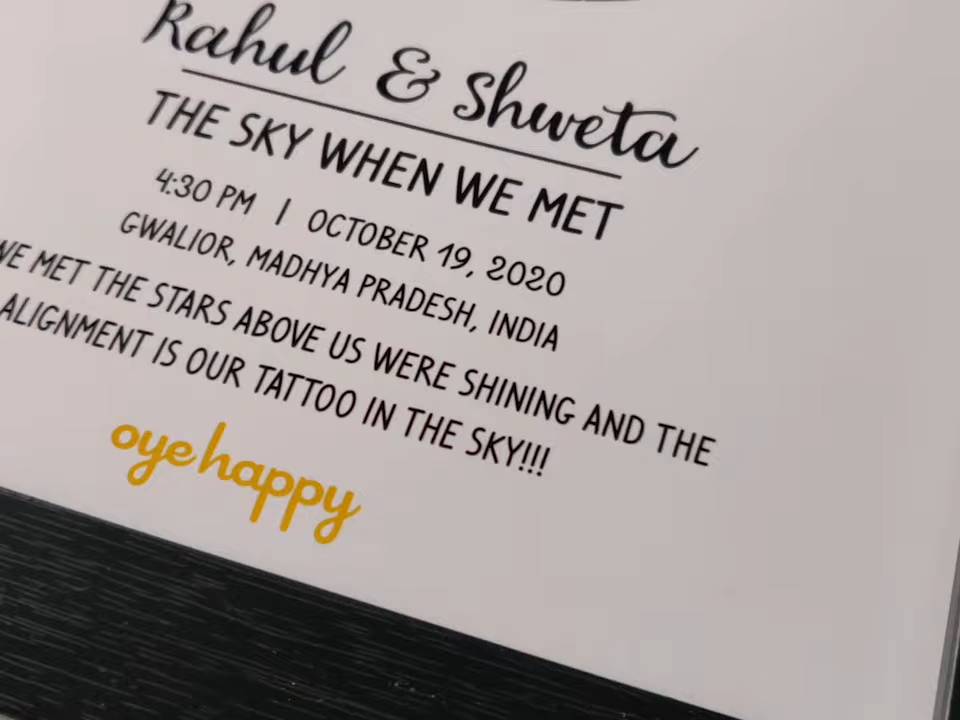 Rahul & Shweta
THE SKY WHEN WE MET
4:30 PM | OCTOBER 19, 2020
GWALIOR, MADHYA PRADESH, INDIA
WE MET THE STARS ABOVE US WERE SHINING AND THE
ALIGNMENT IS OUR TATTOO IN THE SKY!!!
oyehappy